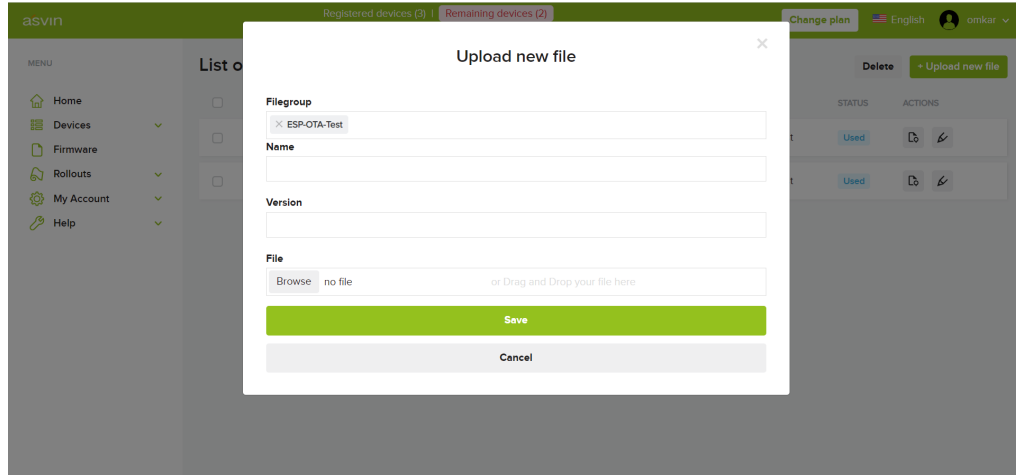 asvin
Registered devices (3) | Remaining devices (2)
Change plan
English
omkar
MENU
Home
Devices
Firmware
Rollouts
My Account
Help
List o
Delete
+ Upload new file
STATUS
ACTIONS
t
Used
t
Used
×
Upload new file
Filegroup
× ESP-OTA-Test
Name
Version
File
Browse no file or Drag and Drop your file here
Save
Cancel